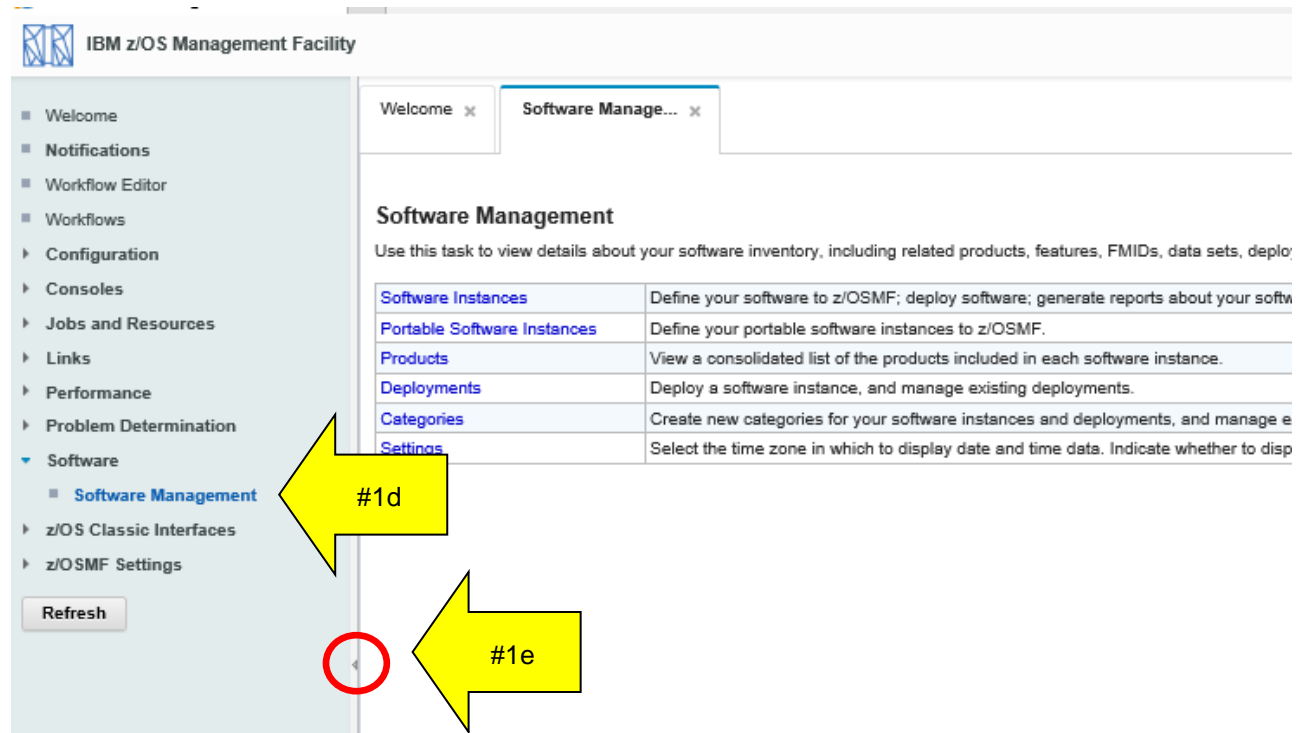 IBM z/OS Management Facility
Welcome
Notifications
Workflow Editor
Workflows
Configuration
Consoles
Jobs and Resources
Links
Performance
Problem Determination
Software
Software Management
z/OS Classic Interfaces
z/OSMF Settings
Refresh
Welcome x Software Manage... x
Software Management
Use this task to view details about your software inventory, including related products, features, FMIDs, data sets, deplo
Software Instances Define your software to z/OSMF; deploy software; generate reports about your softw
Portable Software Instances Define your portable software instances to z/OSMF.
Products View a consolidated list of the products included in each software instance.
Deployments Deploy a software instance, and manage existing deployments.
Categories Create new categories for your software instances and deployments, and manage e
Settings Select the time zone in which to display date and time data. Indicate whether to disp
#1d
#1e